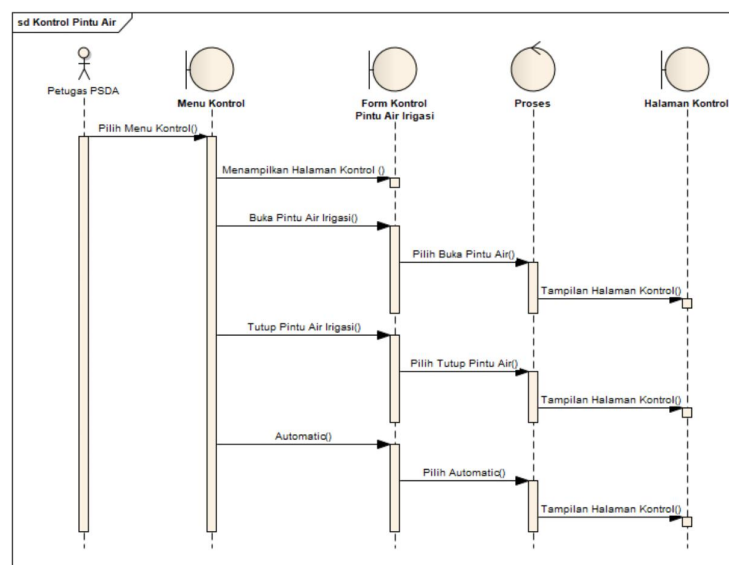 sd Kontrol Pintu Air
Petugas PSDA
Menu Kontrol
Form Kontrol
Pintu Air Irigasi
Proses
Halaman Kontrol
Pilih Menu Kontrol()
Menampilkan Halaman Kontrol ()
Buka Pintu Air Irigasi()
Pilih Buka Pintu Air()
Tampilan Halaman Kontrol()
Tutup Pintu Air Irigasi()
Pilih Tutup Pintu Air()
Tampilan Halaman Kontrol()
Automatic()
Pilih Automatic()
Tampilan Halaman Kontrol()